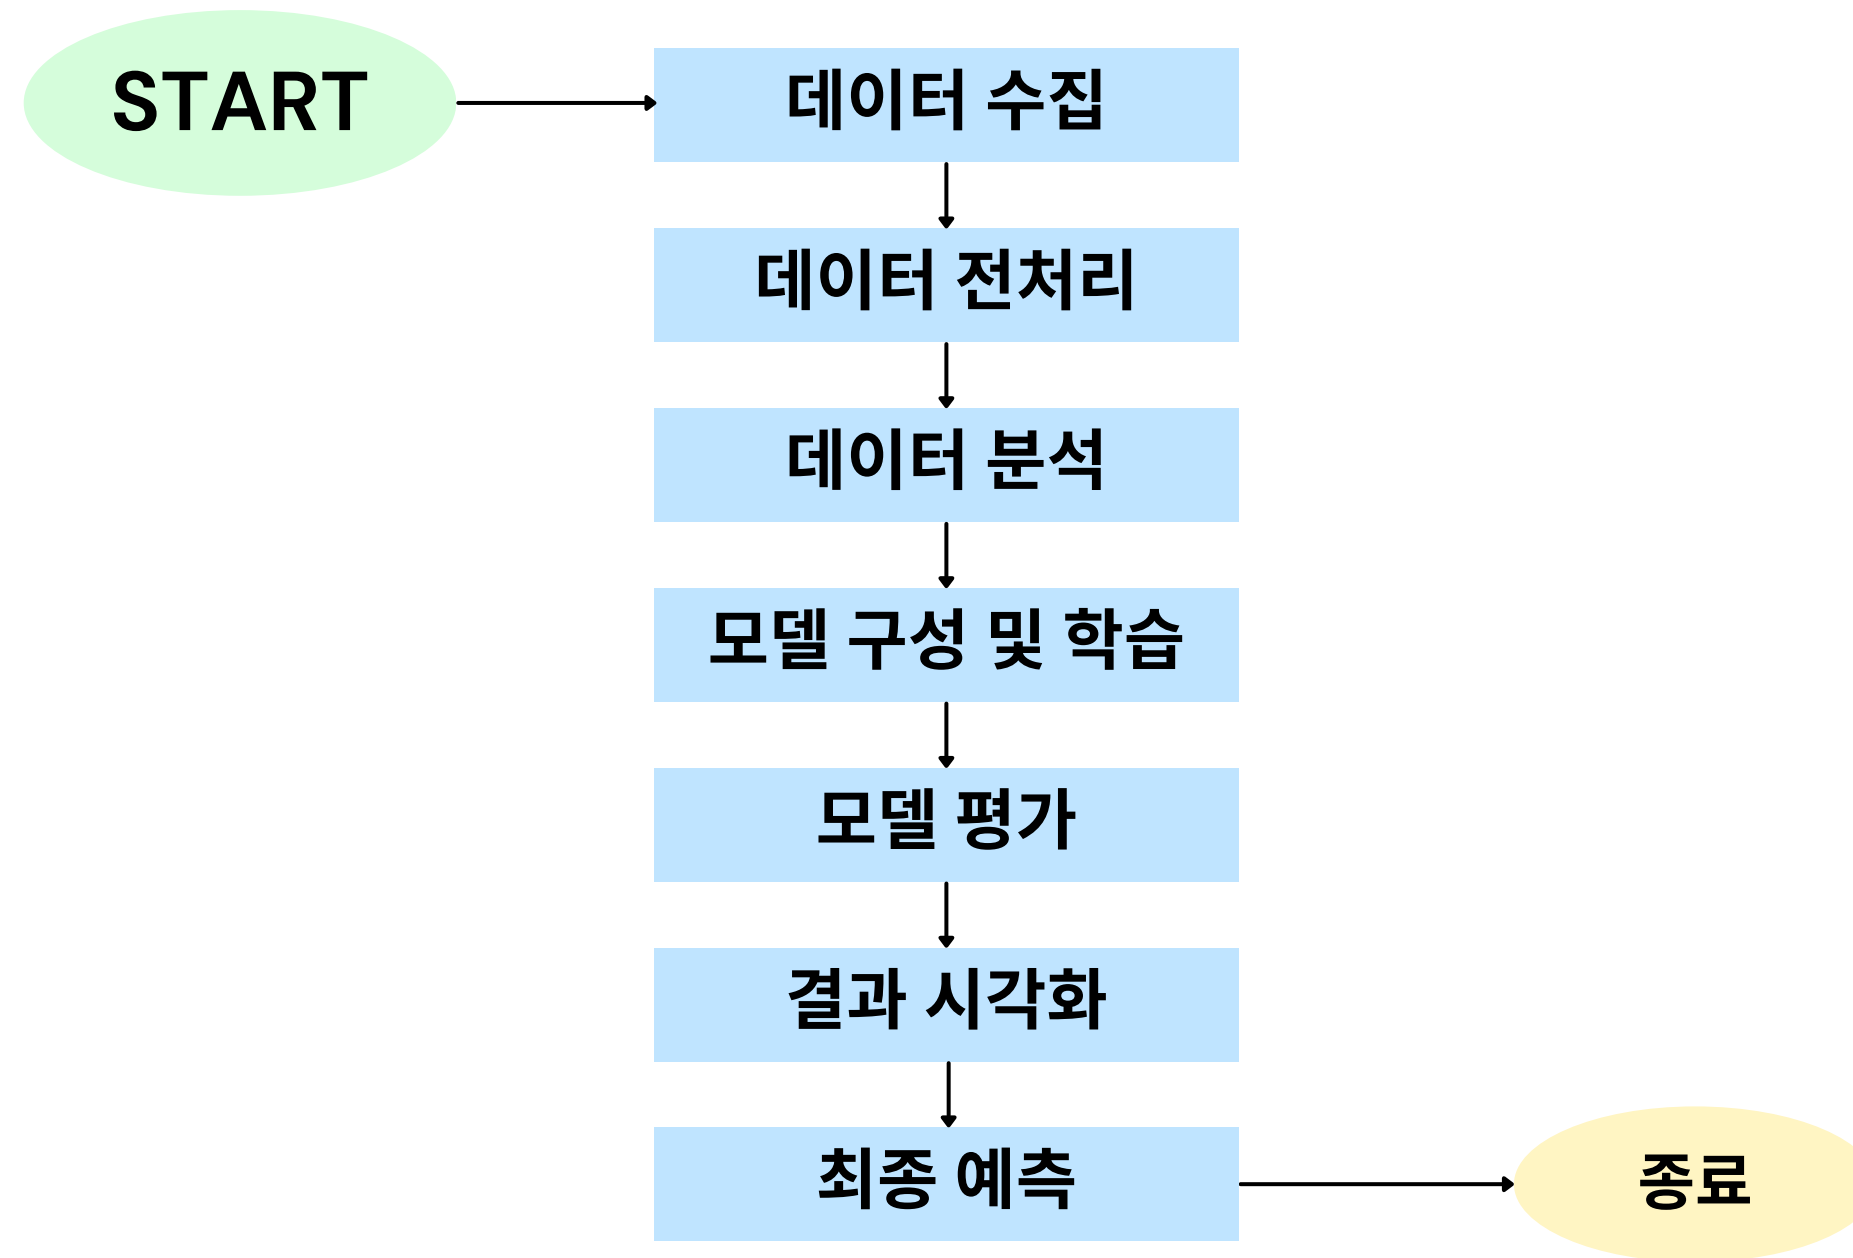 START
데이터 수집
데이터 전처리
데이터 분석
모델 구성 및 학습
모델 평가
결과 시각화
최종 예측
종료